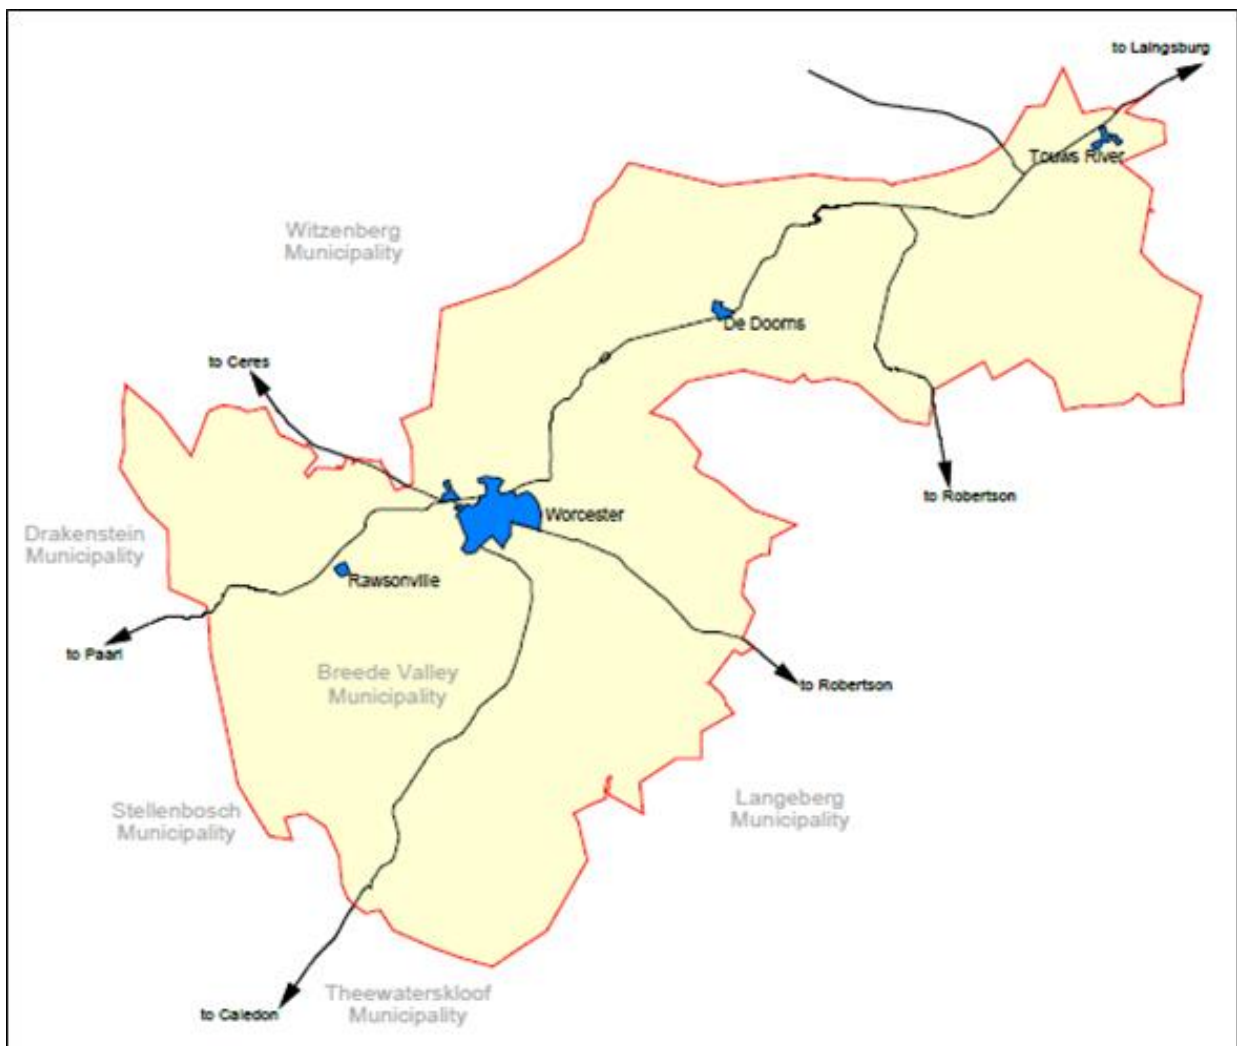 to Laingsburg
Touws River
Witzenberg
Municipality
De Doorns
to Ceres
to Robertson
Worcester
Drakenstein
Municipality
Rawsonville
to Paarl
Breede Valley
Municipality
to Robertson
Stellenbosch
Municipality
Langeberg
Municipality
Theewaterskloof
Municipality
to Caledon